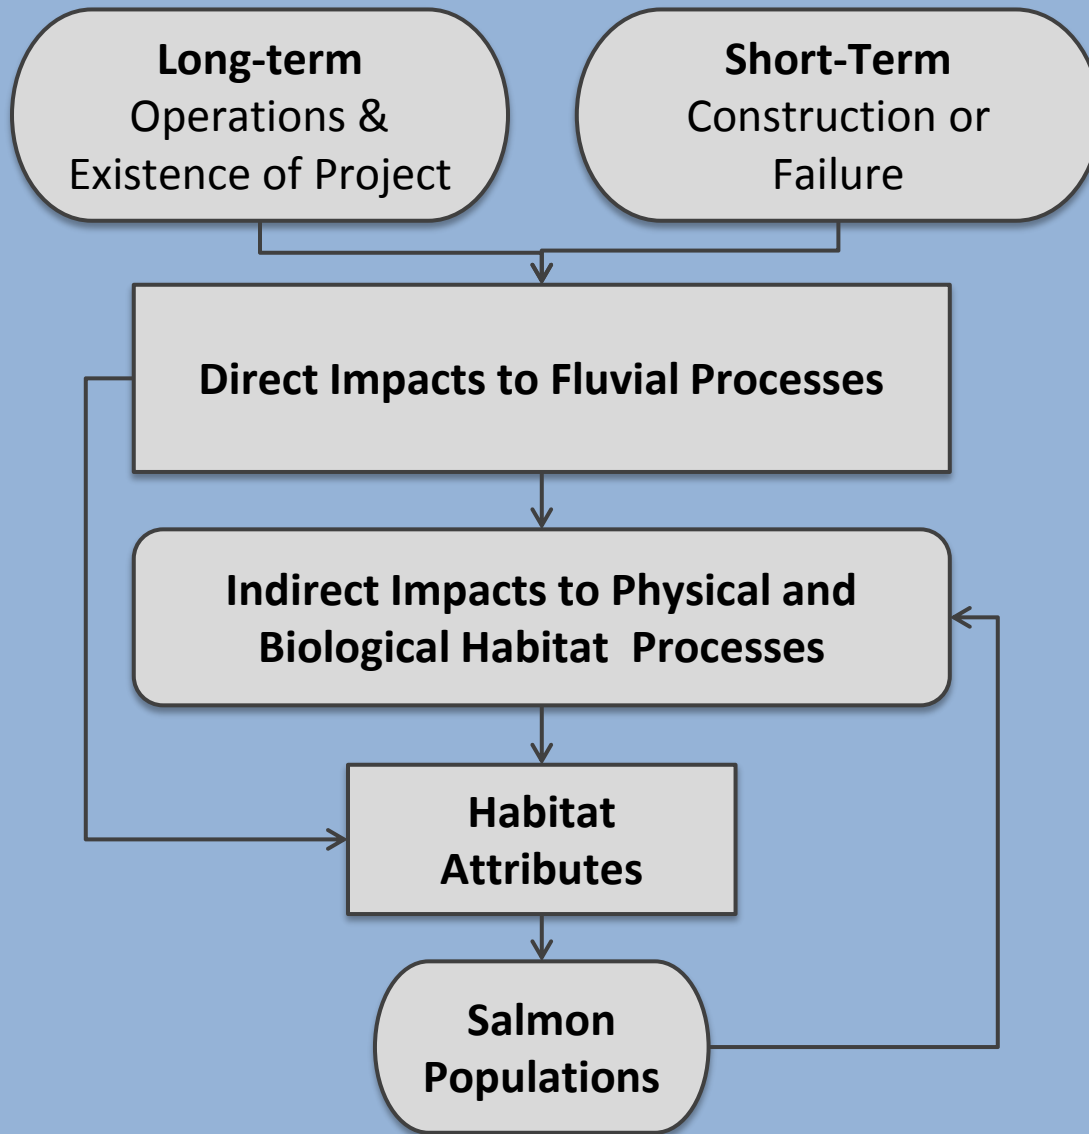 Long-term
Operations &
Existence of Project
Short-Term
Construction or
Failure
Direct Impacts to Fluvial Processes
Indirect Impacts to Physical and
Biological Habitat  Processes
Habitat
Attributes
Salmon
Populations